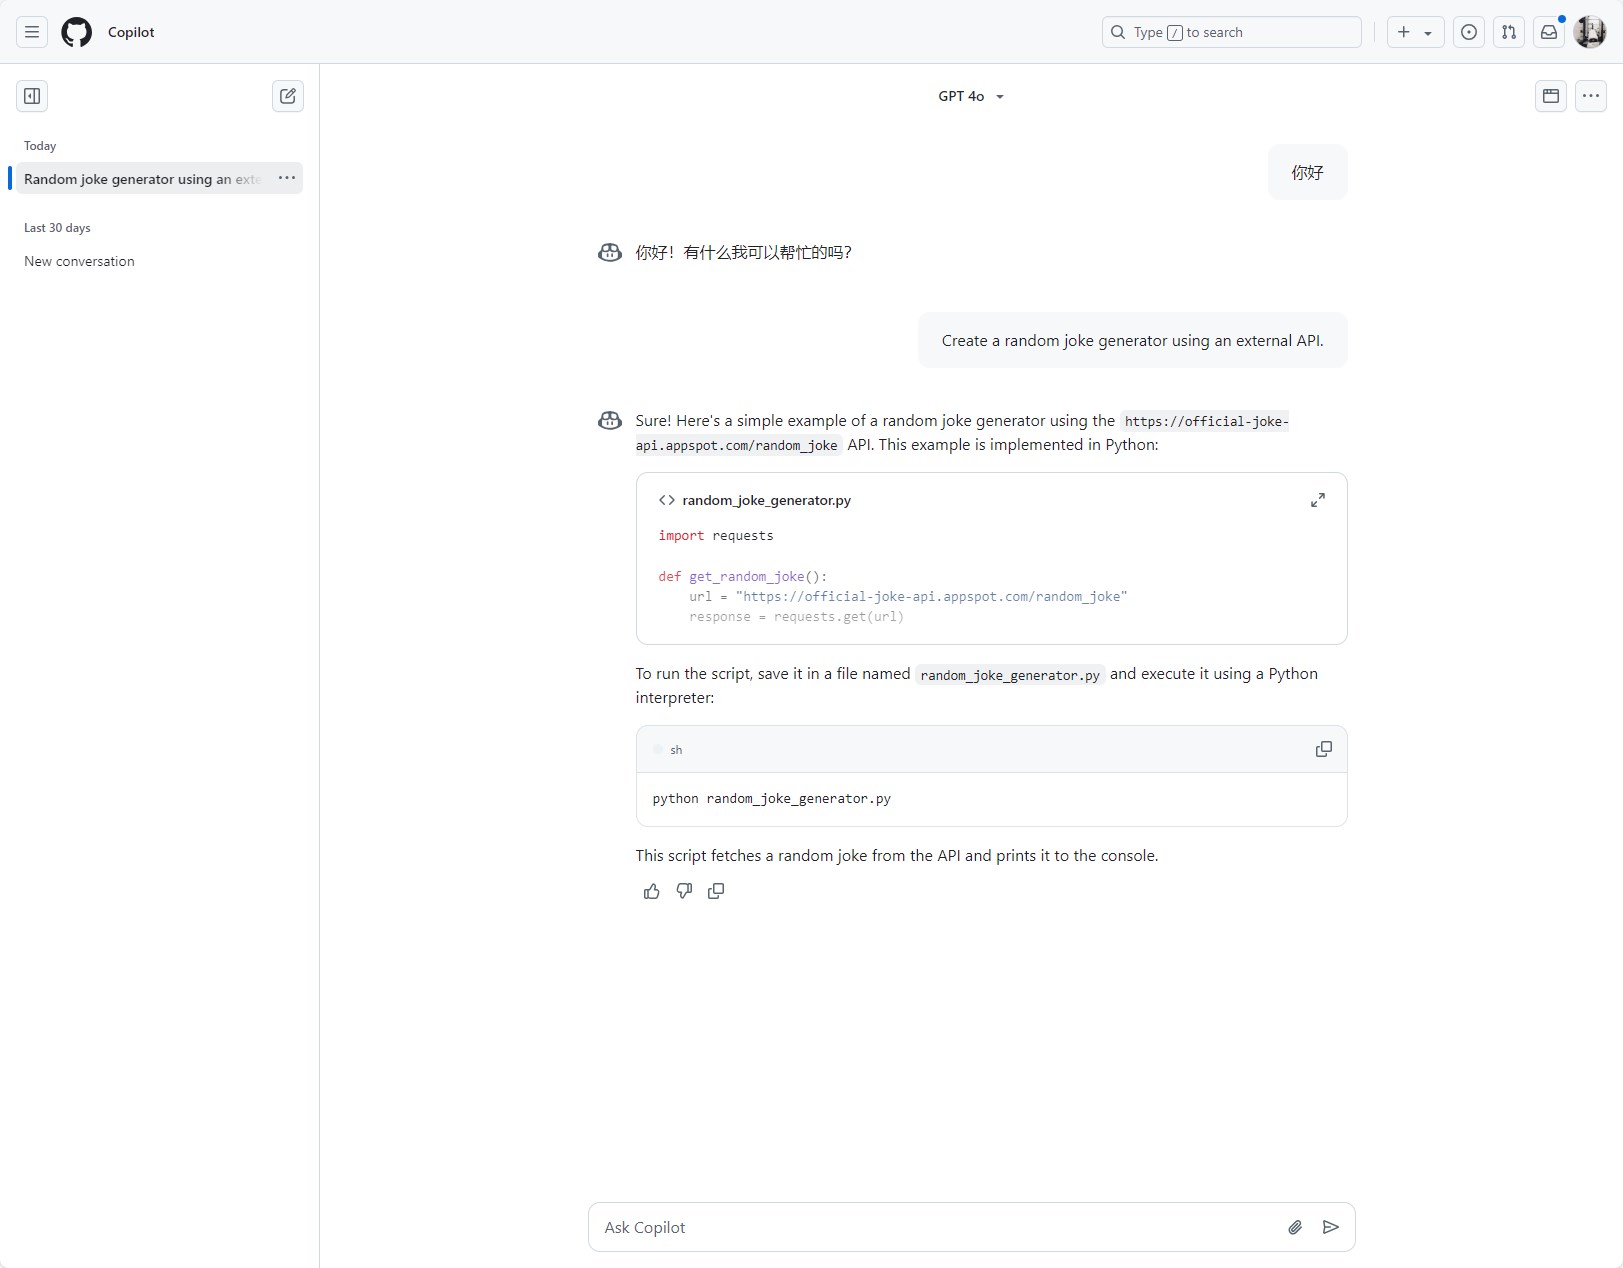 Copilot
Type / to search
GPT 4o
Today
Random joke generator using an exte
Last 30 days
New conversation
你好
你好！有什么我可以帮忙的吗？
Create a random joke generator using an external API.
Sure! Here's a simple example of a random joke generator using the https://official-joke-
api.appspot.com/random_joke API. This example is implemented in Python:
random_joke_generator.py
import requests
def get_random_joke():
    url = "https://official-joke-api.appspot.com/random_joke"
    response = requests.get(url)
To run the script, save it in a file named random_joke_generator.py and execute it using a Python
interpreter:
sh
python random_joke_generator.py
This script fetches a random joke from the API and prints it to the console.
Ask Copilot